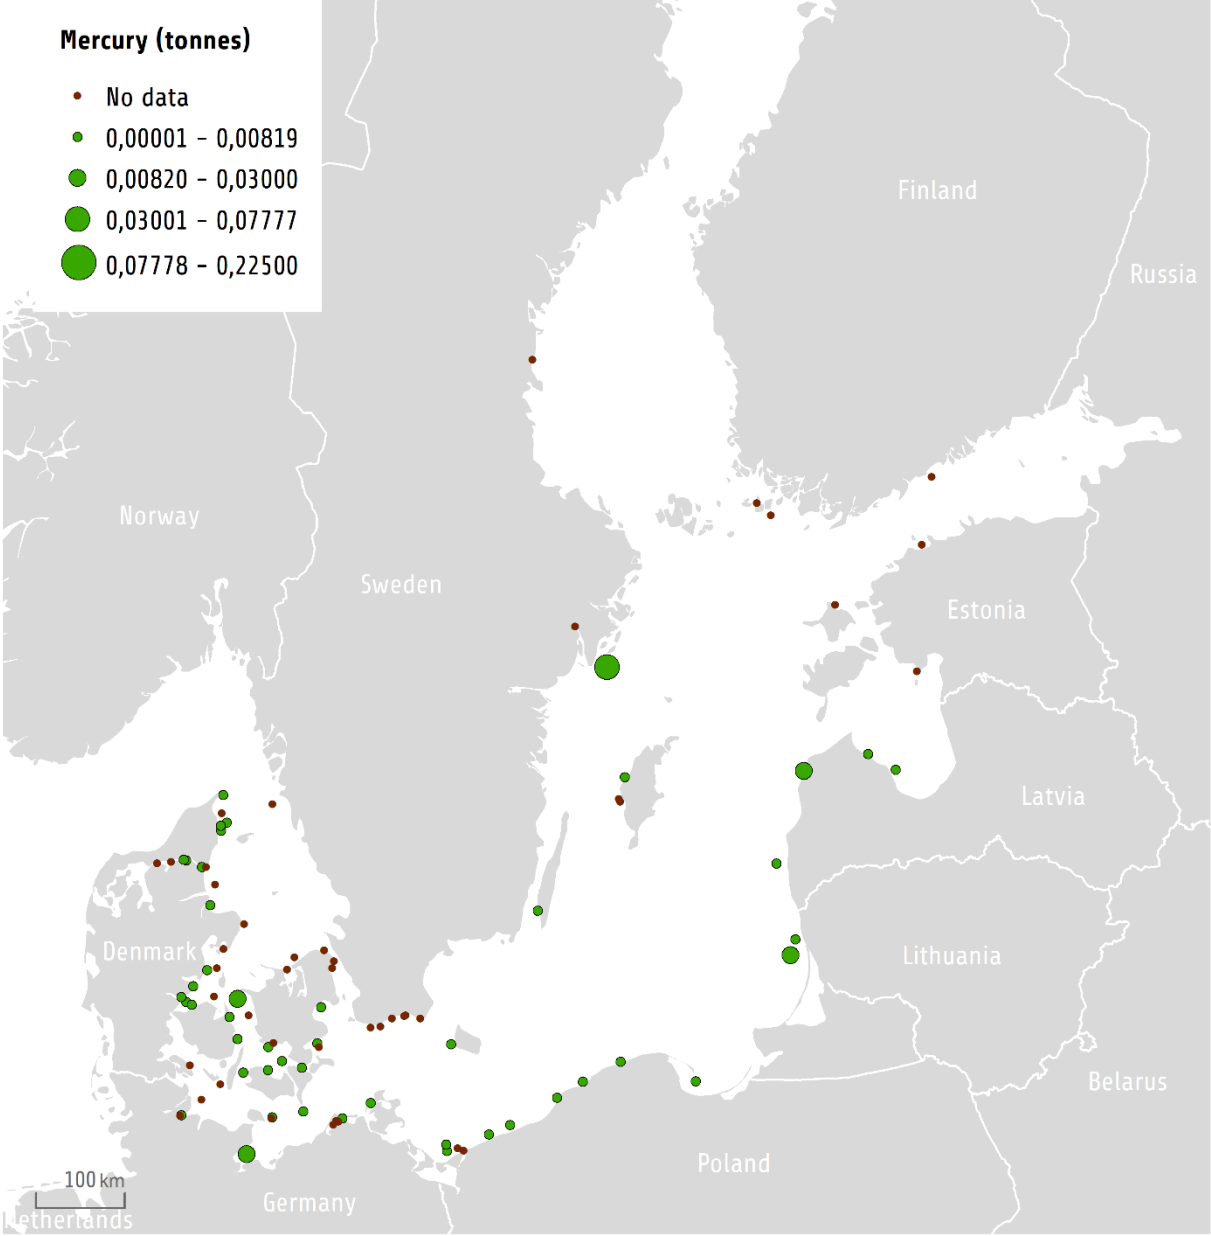 Mercury (tonnes)
No data
0,00001 – 0,00819
0,00820 – 0,03000
0,03001 – 0,07777
0,07778 – 0,22500
Finland
Russia
Norway
Sweden
Estonia
Latvia
Denmark
Lithuania
Belarus
Poland
100 km
Germany
Netherlands